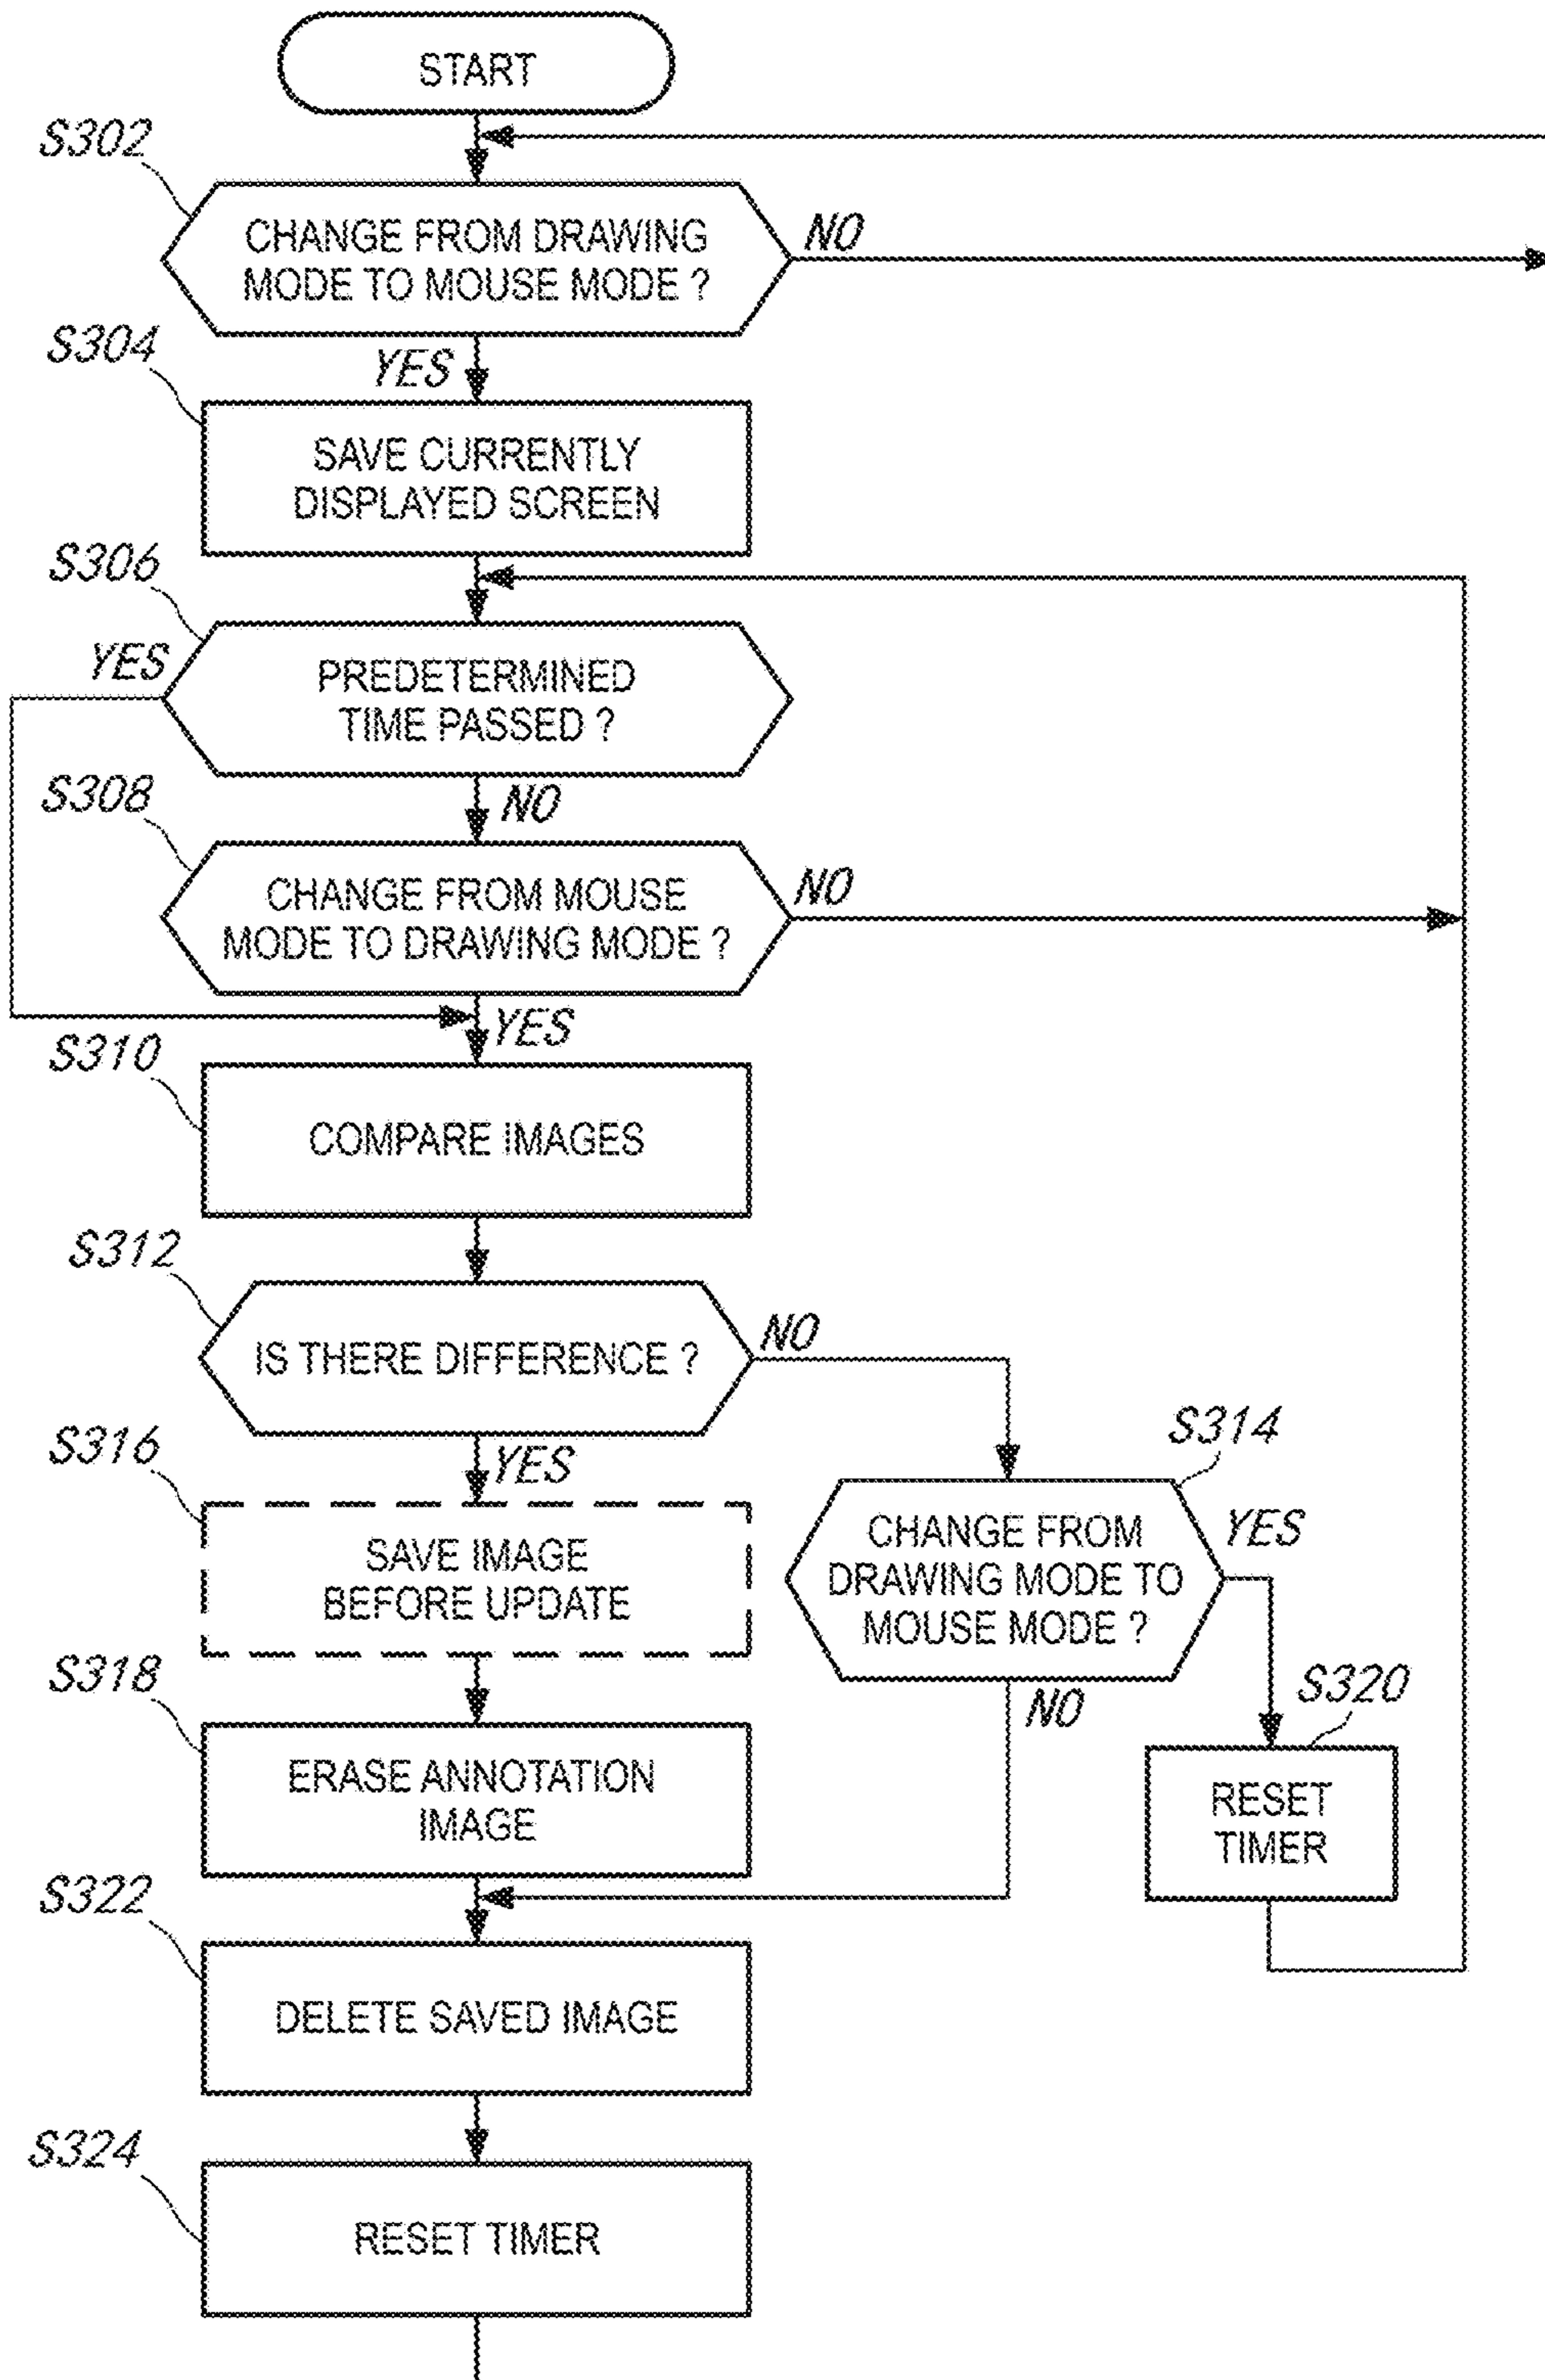 START
S302
CHANGE FROM DRAWING
MODE TO MOUSE MODE ?
NO
YES
S304
SAVE CURRENTLY
DISPLAYED SCREEN
S306
YES
PREDETERMINED
TIME PASSED ?
NO
S308
CHANGE FROM MOUSE
MODE TO DRAWING MODE ?
NO
YES
S310
COMPARE IMAGES
S312
IS THERE DIFFERENCE ?
NO
YES
S314
CHANGE FROM
DRAWING MODE TO
MOUSE MODE ?
YES
NO
S316
SAVE IMAGE
BEFORE UPDATE
S318
ERASE ANNOTATION
IMAGE
S320
RESET
TIMER
S322
DELETE SAVED IMAGE
S324
RESET TIMER